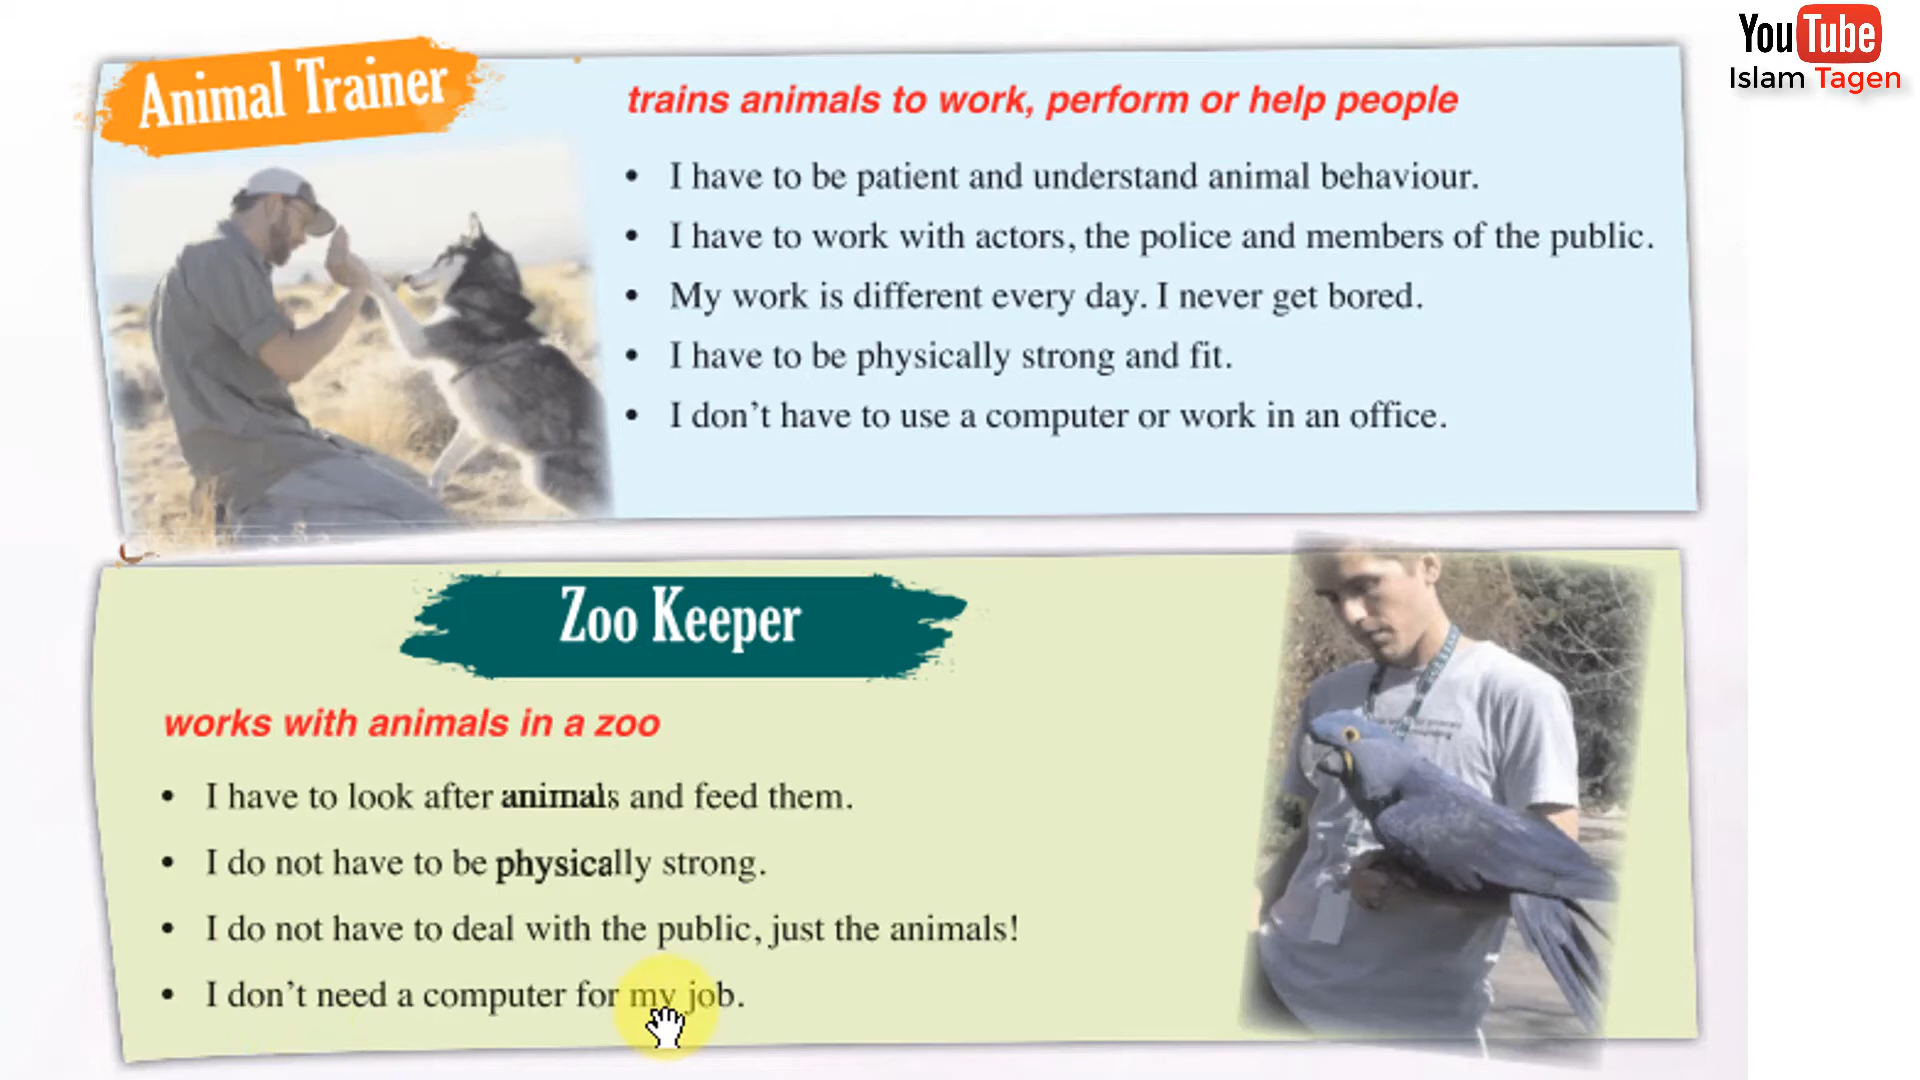 YouTube
Islam Tagen
Animal Trainer
trains animals to work, perform or help people
• I have to be patient and understand animal behaviour.
• I have to work with actors, the police and members of the public.
• My work is different every day. I never get bored.
• I have to be physically strong and fit.
• I don't have to use a computer or work in an office.
Zoo Keeper
works with animals in a zoo
• I have to look after animals and feed them.
• I do not have to be physically strong.
• I do not have to deal with the public, just the animals!
• I don't need a computer for my job.